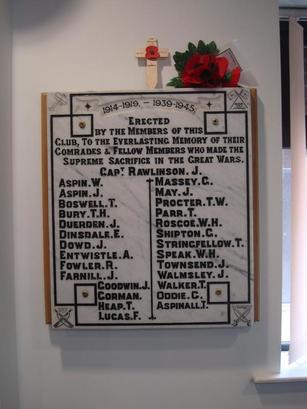 1914-1919, - 1939-1945,
ERECTED
BY THE MEMBERS OF THIS
CLUB, TO THE EVERLASTING MEMORY OF THEIR
COMRADES & FELLOW MEMBERS WHO MADE THE
SUPREME SACRIFICE IN THE GREAT WARS.
CAPT. RAWLINSON. J.
ASPIN. W.
ASPIN. J.
BOSWELL. T.
BURY. T.H.
DUERDEN. J.
DINSDALE. E.
DOWD. J.
ENTWISTLE. A.
FOWLER. R.
FARNILL. J.
GOODWIN. J.
GORMAN.
HEAP. T.
LUCAS. F.
MASSEY. G.
MAY. J.
PROCTER. T.W.
PARR. T.
ROSCOE. W.H.
SHIPTON. G.
STRINGFELLOW. T.
SPEAK. W.H.
TOWNSEND. J.
WALMSLEY. J.
WALKER. T.
ODDIE. G.
ASPINALL. T.